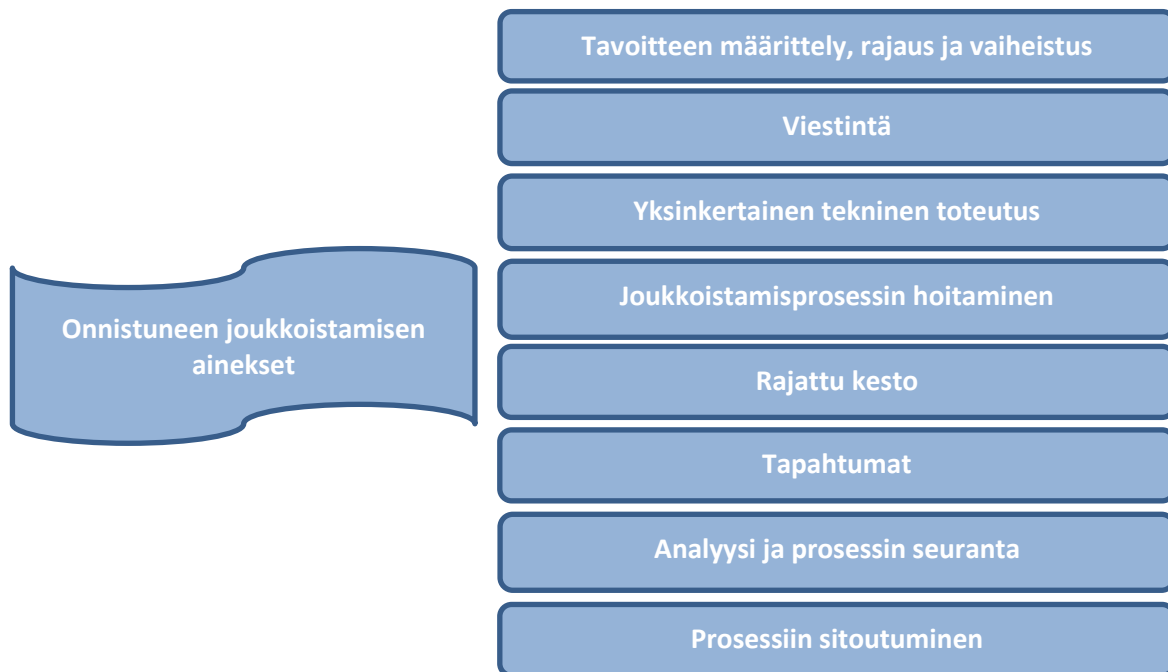 Tavoitteen määrittely, rajaus ja vaiheistus
Viestintä
Yksinkertainen tekninen toteutus
Joukkoistamisprosessin hoitaminen
Onnistuneen joukkoistamisen
ainekset
Rajattu kesto
Tapahtumat
Analyysi ja prosessin seuranta
Prosessiin sitoutuminen